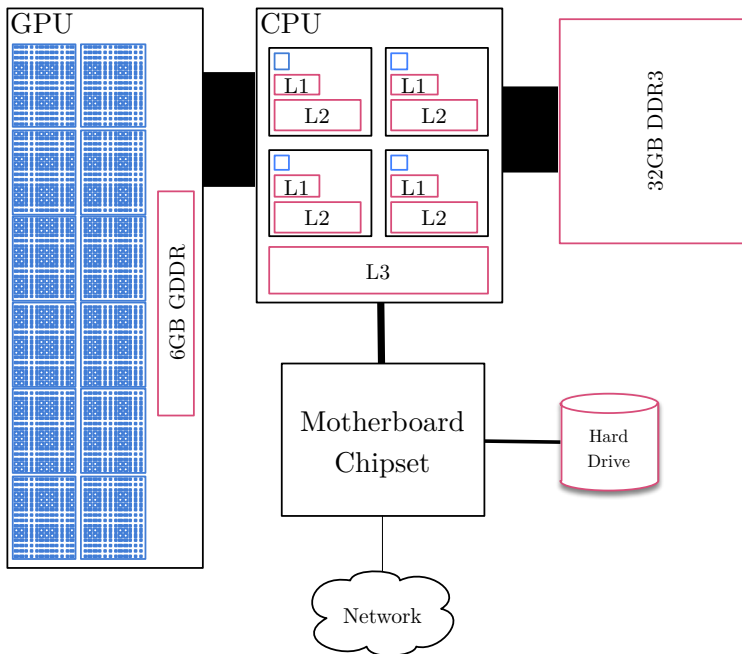 GPU
CPU
L1
L1
L2
L2
L1
L1
L2
L2
L3
6GB GDDR
32GB DDR3
Motherboard
Chipset
Hard
Drive
Network